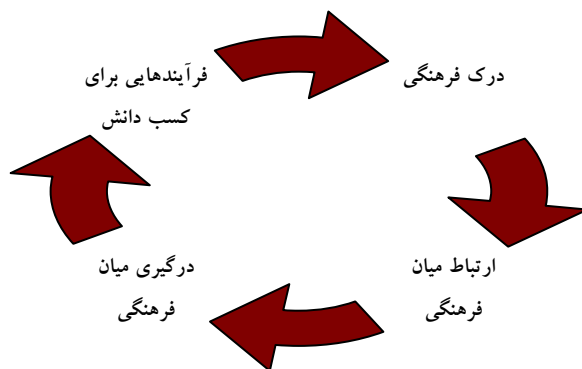 درک فرهنگی
فرآیندهایی برای
کسب دانش
ارتباط میان
فرهنگی
درگیری میان
فرهنگی